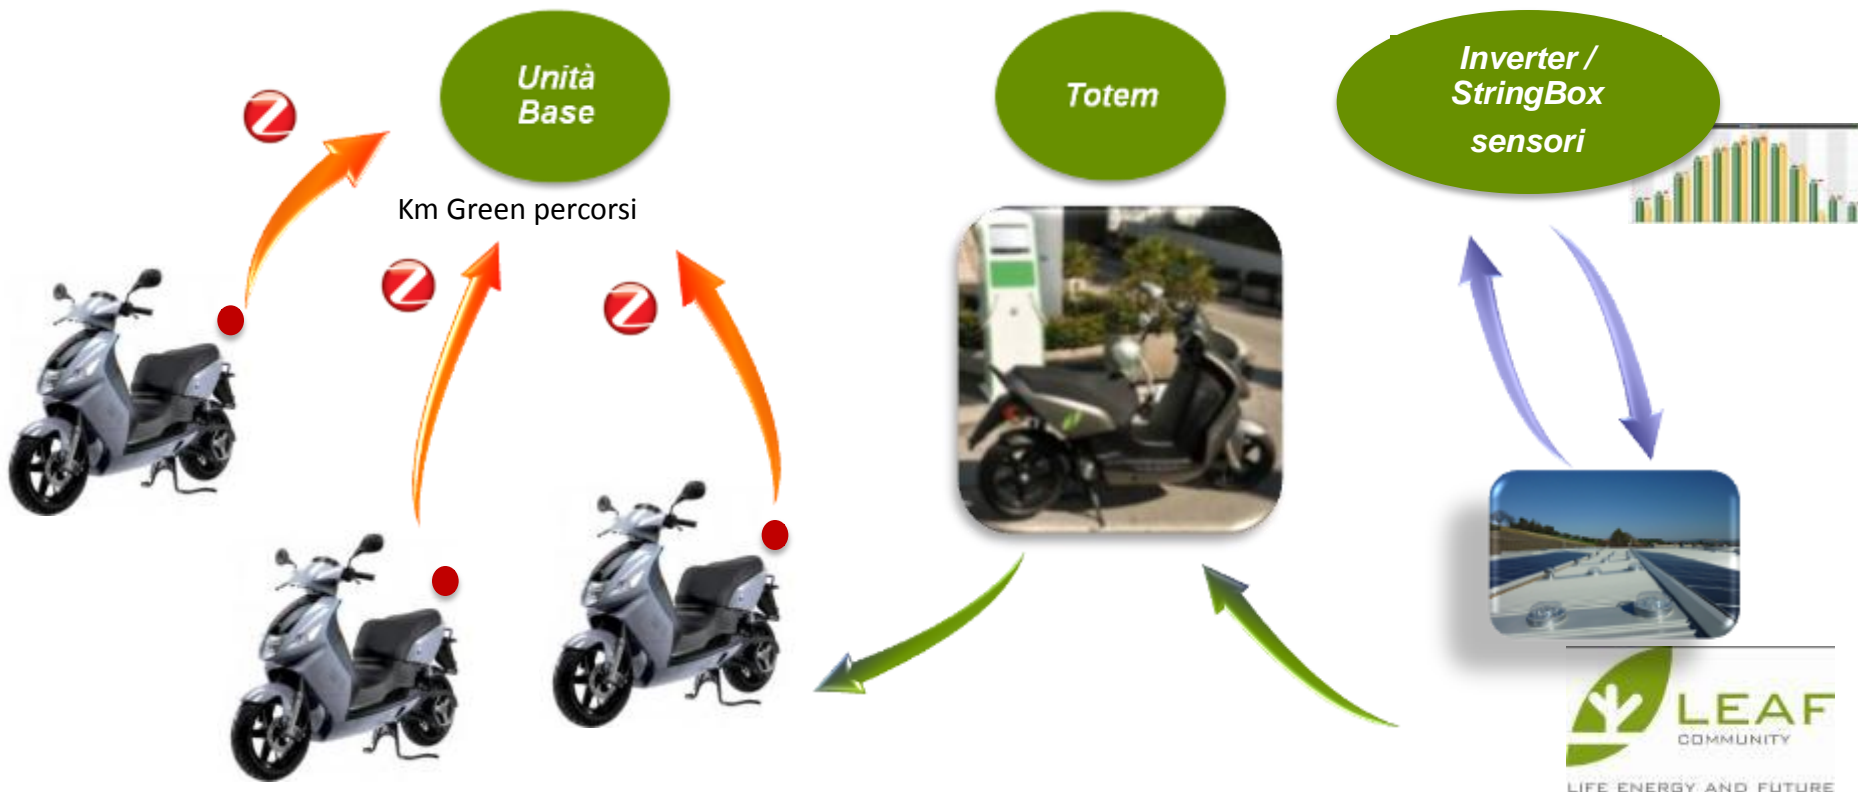 Unità
Base
Km Green percorsi
Totem
Inverter /
StringBox
sensori
LEAF
COMMUNITY
LIFE ENERGY AND FUTURE